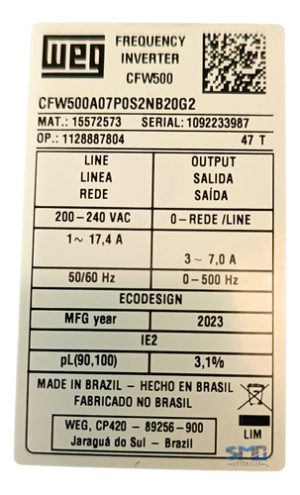 WEG
FREQUENCY
INVERTER
CFW500
CFW500A07P0S2NB20G2
MAT.: 15572573 SERIAL: 1092233987
OP.: 1128887804 47 T
LINE OUTPUT
LINEA SALIDA
REDE SAÍDA
200-240 VAC 0-REDE /LINE
1~ 17,4 A
3~ 7,0 A
50/60 Hz 0-500 Hz
ECODESIGN
MFG year 2023
IE2
pL(90,100) 3,1%
MADE IN BRAZIL - HECHO EN BRASIL
FABRICADO NO BRASIL
WEG, CP420 - 89256-900
Jaraguá do Sul - Brazil
LIM